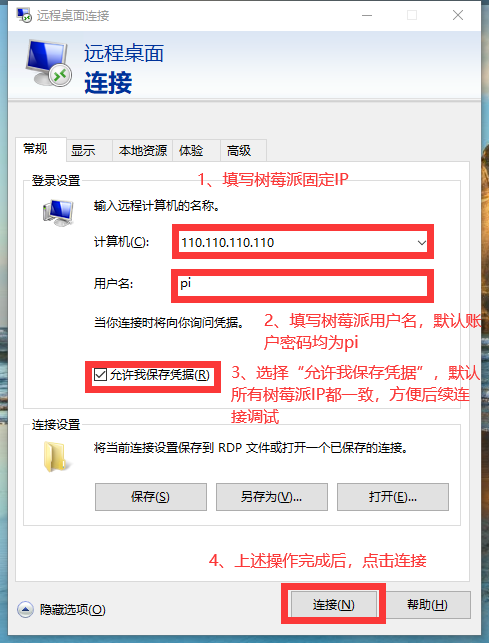 远程桌面连接
远程桌面
连接
常规 显示 本地资源 体验 高级
1、填写树莓派固定IP
登录设置
输入远程计算机的名称。
计算机(C): 110.110.110.110
用户名: pi
当你连接时将向你询问凭据。
2、填写树莓派用户名，默认账
户密码均为pi
允许我保存凭据(R)
3、选择“允许我保存凭据”，默认
所有树莓派IP都一致，方便后续连
接调试
连接设置
将当前连接设置保存到 RDP 文件或打开一个已保存的连接。
保存(S) 另存为(V)... 打开(E)...
4、上述操作完成后，点击连接
隐藏选项(O) 连接(N) 帮助(H)